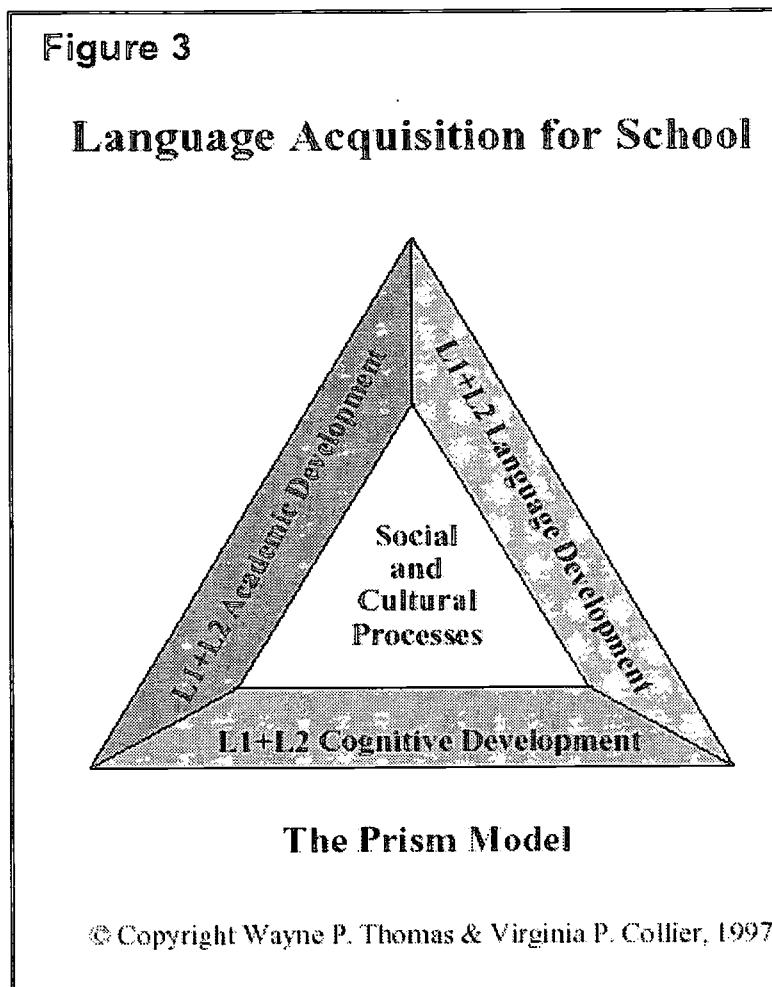 Figure 3
Language Acquisition for School
L1+L2 Academic Development
L1+L2 Language Development
Social
and
Cultural
Processes
L1+L2 Cognitive Development
The Prism Model
© Copyright Wayne P. Thomas & Virginia P. Collier, 1997